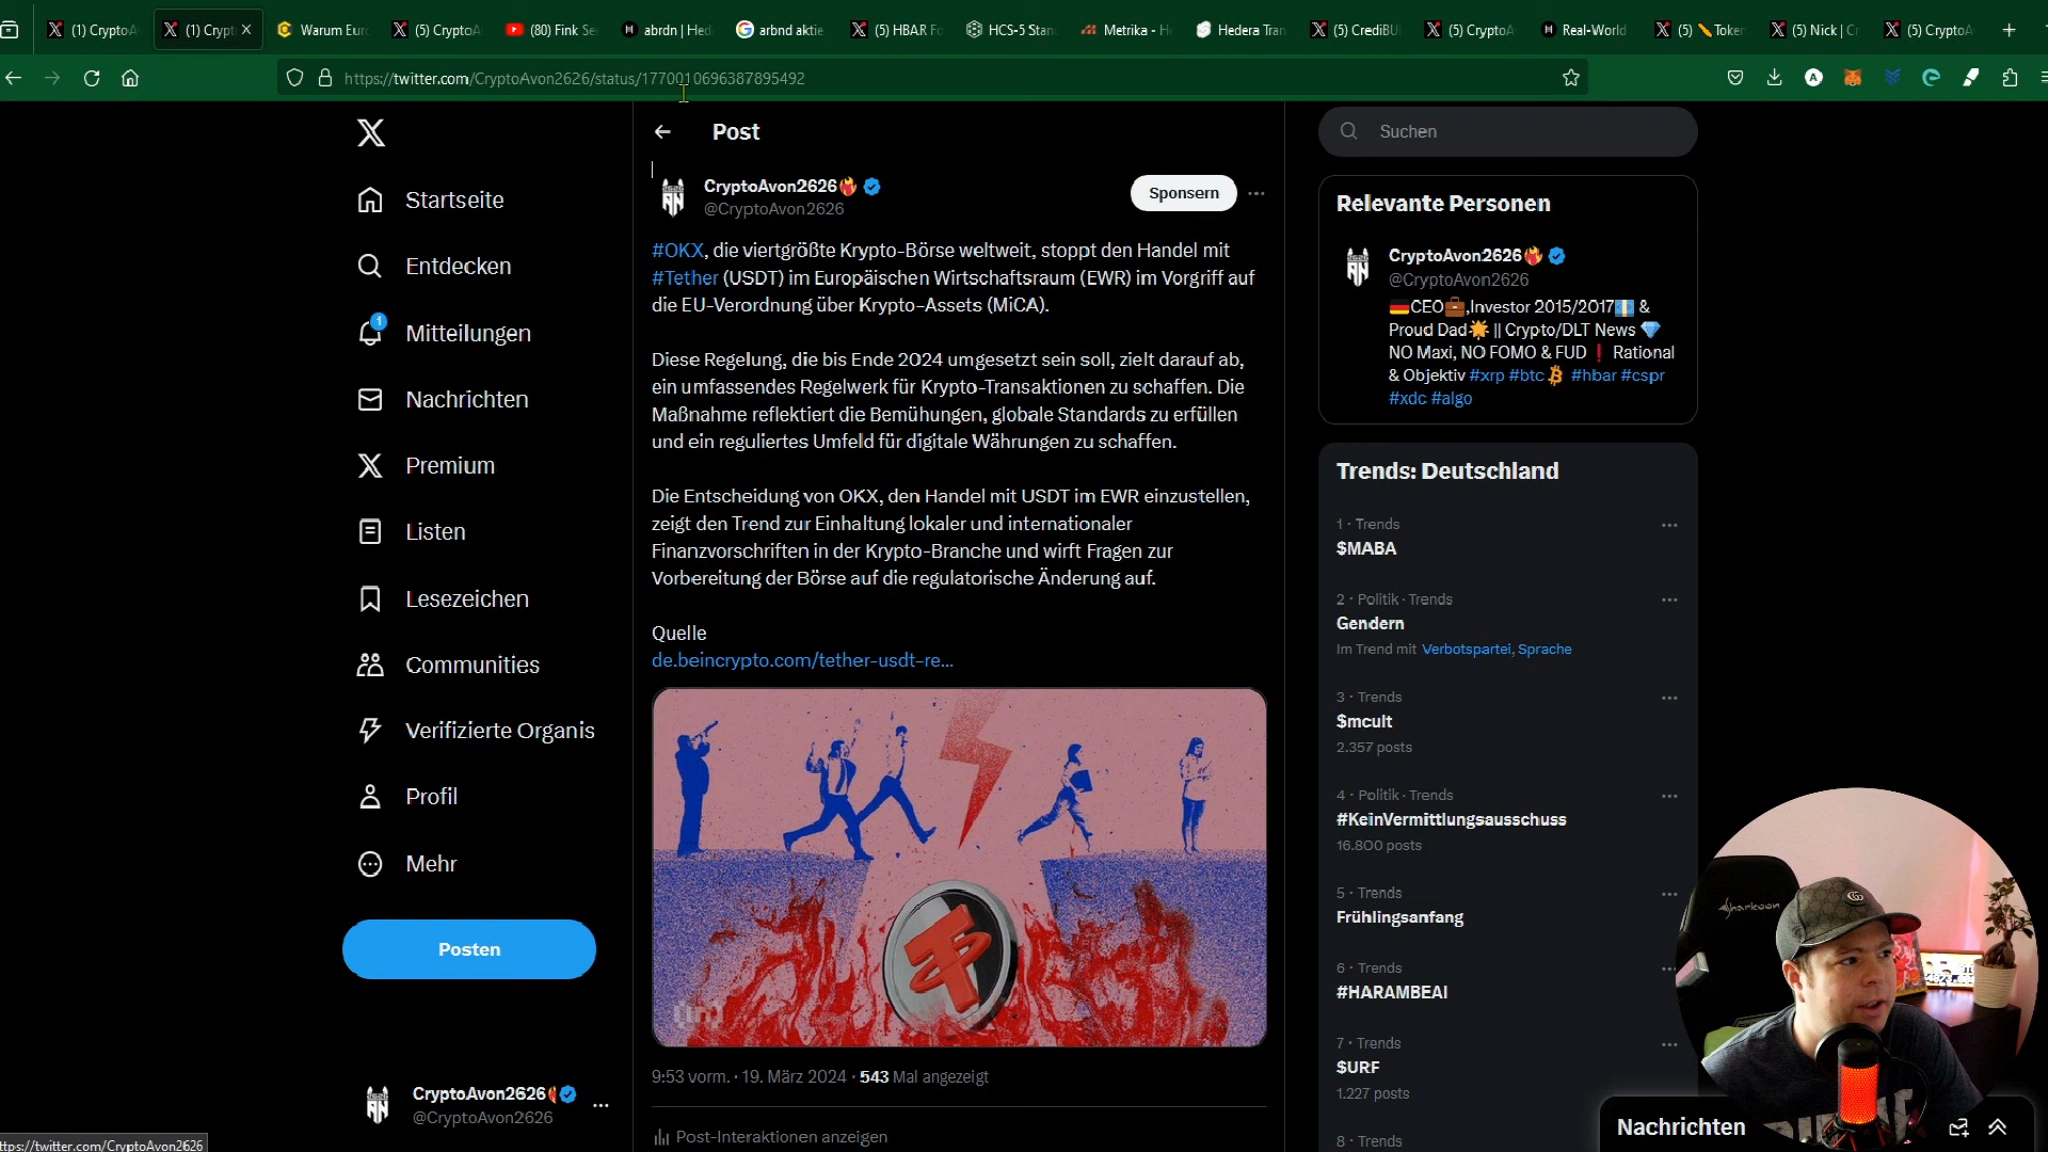 (1) CryptoA
(1) Crypt
Warum Eur
(5) CryptoA
(80) Fink Se
abrdn | Hed
arbnd aktie
(5) HBAR Fo
HCS-5 Stan
Metrika - H
Hedera Tran
(5) CrediBU
(5) CryptoA
Real-World
(5) Token
(5) Nick | Cr
(5) CryptoA
https://twitter.com/CryptoAvon2626/status/1770010696387895492
Startseite
Entdecken
1
Mitteilungen
Nachrichten
Premium
Listen
Lesezeichen
Communities
Verifizierte Organis
Profil
Mehr
Posten
CryptoAvon2626
@CryptoAvon2626
ttps://twitter.com/CryptoAvon2626
Post
CryptoAvon2626
@CryptoAvon2626
Sponsern
#OKX, die viertgrößte Krypto-Börse weltweit, stoppt den Handel mit
#Tether (USDT) im Europäischen Wirtschaftsraum (EWR) im Vorgriff auf
die EU-Verordnung über Krypto-Assets (MiCA).
Diese Regelung, die bis Ende 2024 umgesetzt sein soll, zielt darauf ab,
ein umfassendes Regelwerk für Krypto-Transaktionen zu schaffen. Die
Maßnahme reflektiert die Bemühungen, globale Standards zu erfüllen
und ein reguliertes Umfeld für digitale Währungen zu schaffen.
Die Entscheidung von OKX, den Handel mit USDT im EWR einzustellen,
zeigt den Trend zur Einhaltung lokaler und internationaler
Finanzvorschriften in der Krypto-Branche und wirft Fragen zur
Vorbereitung der Börse auf die regulatorische Änderung auf.
Quelle
de.beincrypto.com/tether-usdt-re...
9:53 vorm. · 19. März 2024 · 543 Mal angezeigt
Post-Interaktionen anzeigen
Suchen
Relevante Personen
CryptoAvon2626
@CryptoAvon2626
CEO,Investor 2015/2017 &
Proud Dad || Crypto/DLT News
NO Maxi, NO FOMO & FUD ❗ Rational
& Objektiv #xrp #btc #hbar #cspr
#xdc #algo
Trends: Deutschland
1 · Trends
$MABA
2 · Politik · Trends
Gendern
Im Trend mit Verbotspartei, Sprache
3 · Trends
$mcult
2.357 posts
4 · Politik · Trends
#KeinVermittlungsausschuss
16.800 posts
5 · Trends
Frühlingsanfang
6 · Trends
#HARAMBEAI
7 · Trends
$URF
1.227 posts
8 · Trends
Sharkoon
Nachrichten